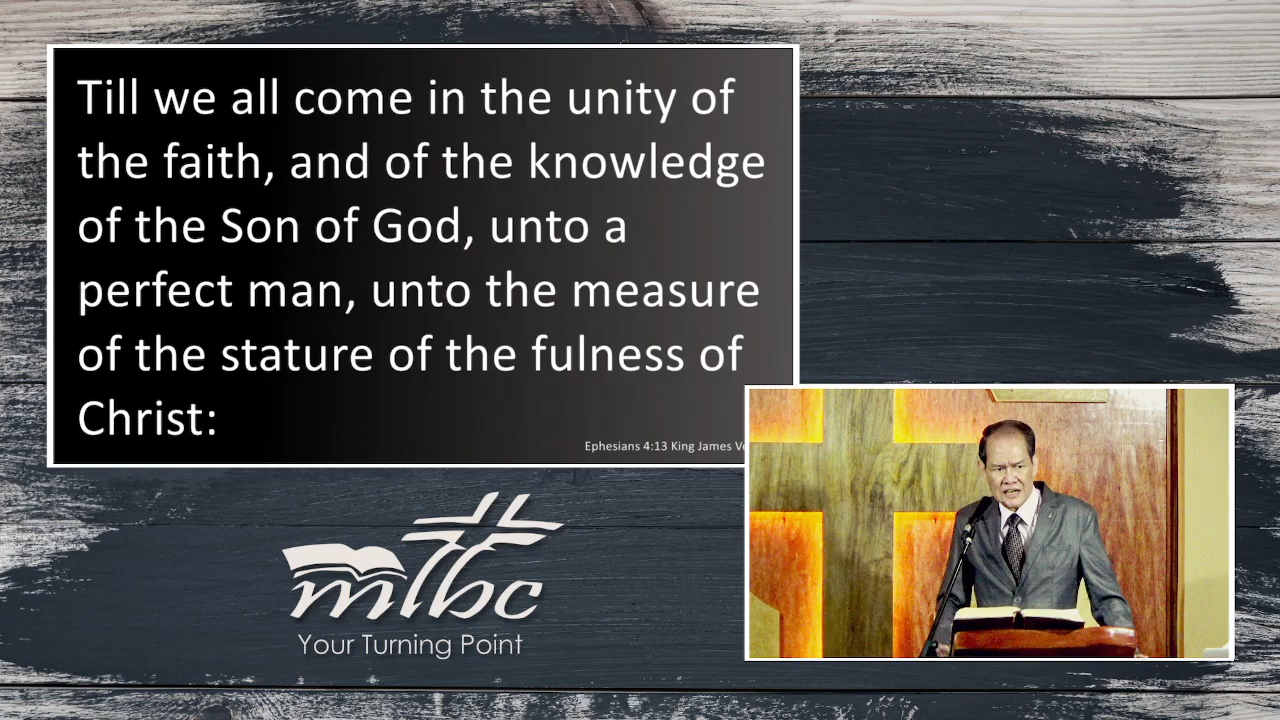 Till we all come in the unity of
the faith, and of the knowledge
of the Son of God, unto a
perfect man, unto the measure
of the stature of the fulness of
Christ:
Ephesians 4:13 King James
mlbc
Your Turning Point